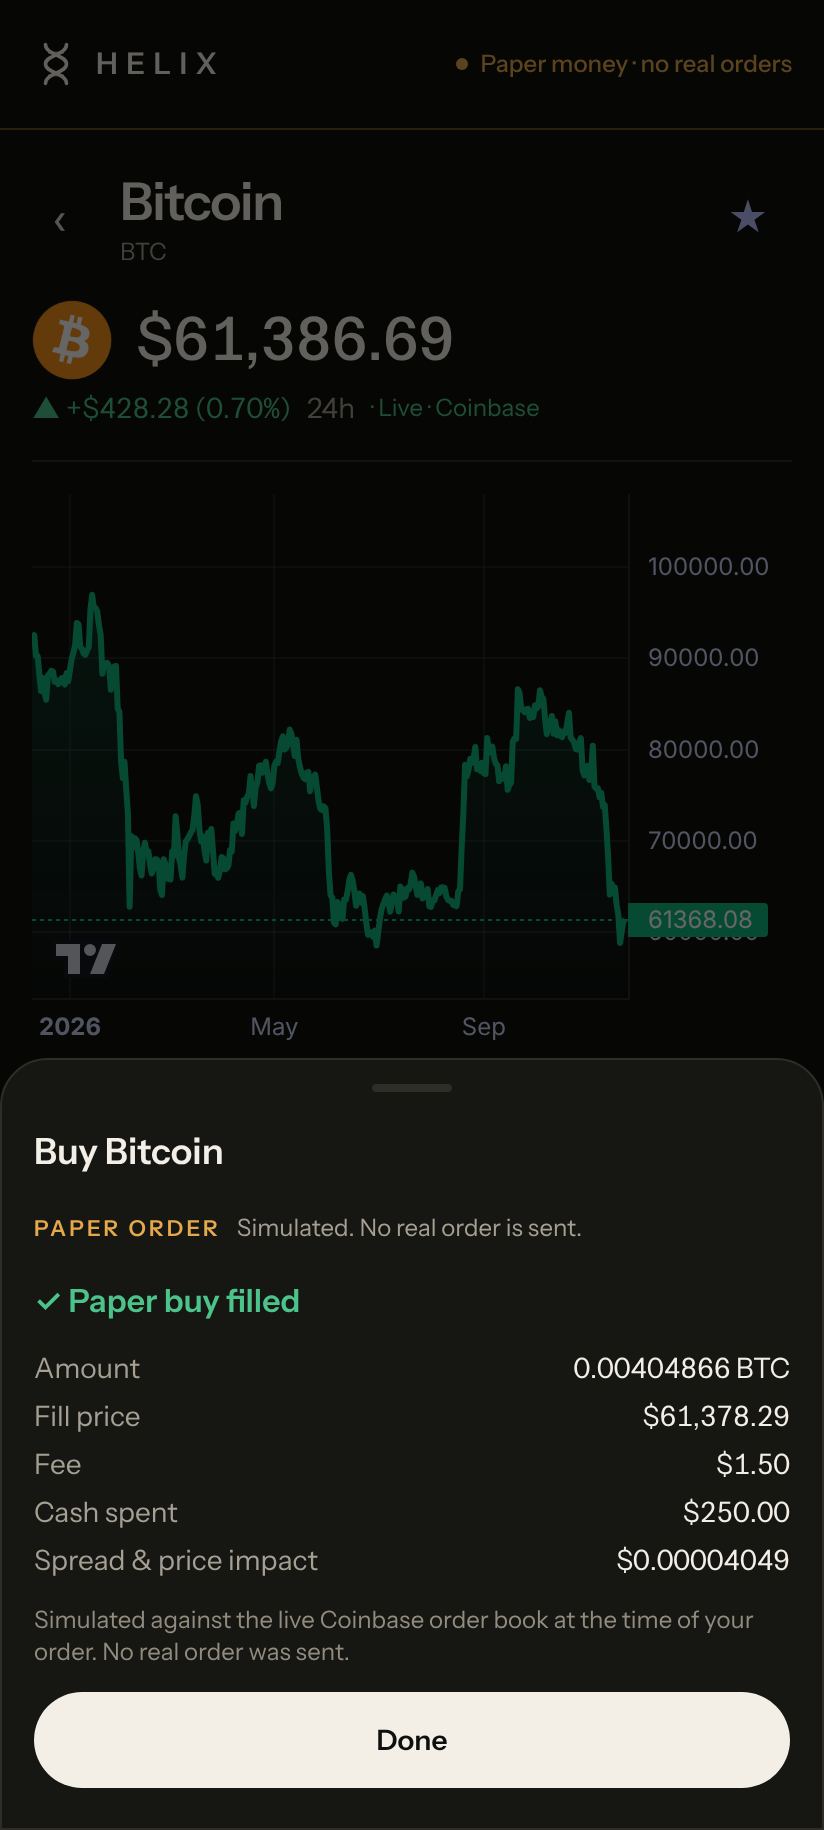 HELIX
Paper money · no real orders
Bitcoin
BTC
$61,386.69
▲ +$428.28 (0.70%) 24h · Live · Coinbase
100000.00
90000.00
80000.00
70000.00
61368.08
2026 May Sep
Buy Bitcoin
PAPER ORDER Simulated. No real order is sent.
✓ Paper buy filled
Amount 0.00404866 BTC
Fill price $61,378.29
Fee $1.50
Cash spent $250.00
Spread & price impact $0.00004049
Simulated against the live Coinbase order book at the time of your
order. No real order was sent.
Done